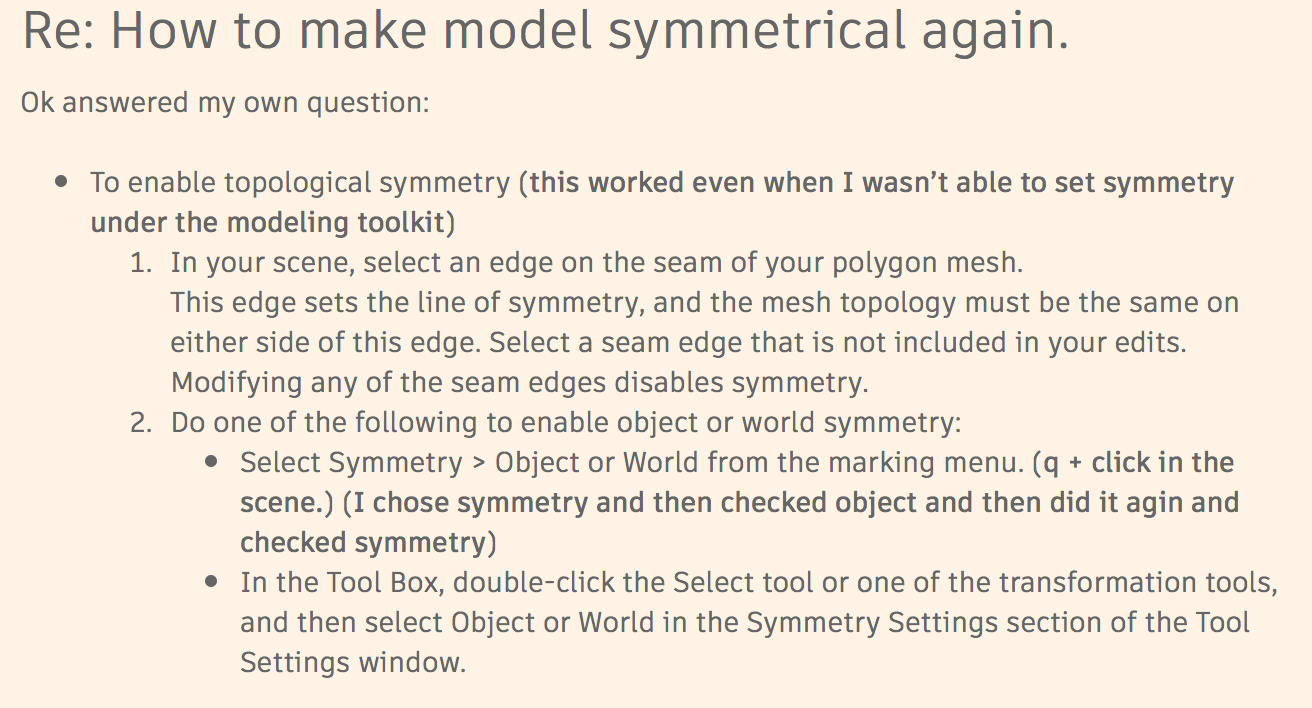 Re: How to make model symmetrical again.
Ok answered my own question:
• To enable topological symmetry (this worked even when I wasn’t able to set symmetry
under the modeling toolkit)
1. In your scene, select an edge on the seam of your polygon mesh.
This edge sets the line of symmetry, and the mesh topology must be the same on
either side of this edge. Select a seam edge that is not included in your edits.
Modifying any of the seam edges disables symmetry.
2. Do one of the following to enable object or world symmetry:
• Select Symmetry > Object or World from the marking menu. (q + click in the
scene.) (I chose symmetry and then checked object and then did it agin and
checked symmetry)
• In the Tool Box, double-click the Select tool or one of the transformation tools,
and then select Object or World in the Symmetry Settings section of the Tool
Settings window.